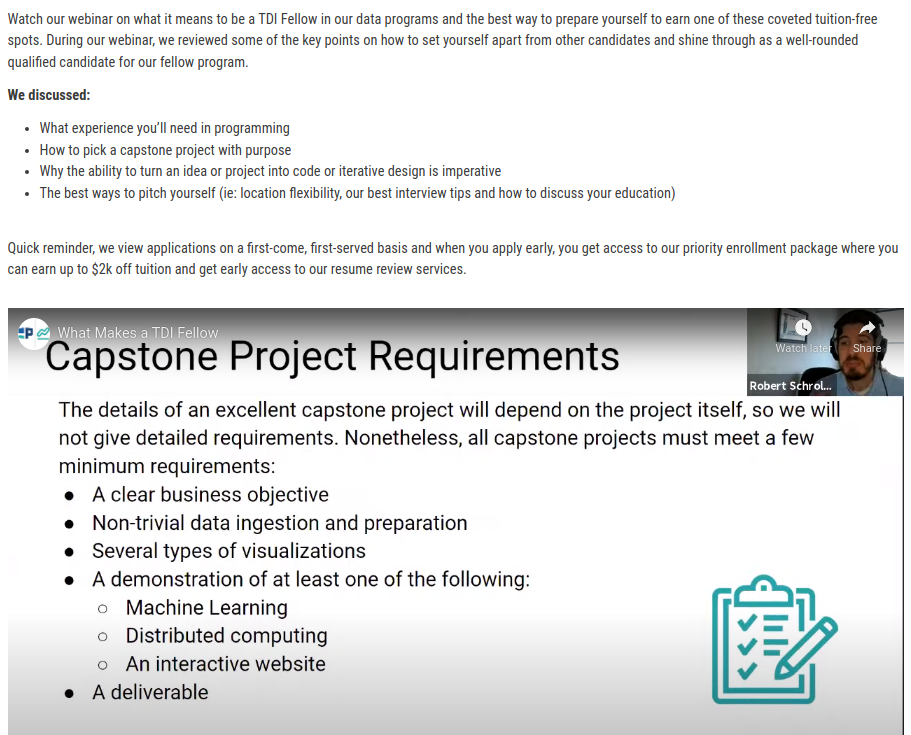 Watch our webinar on what it means to be a TDI Fellow in our data programs and the best way to prepare yourself to earn one of these coveted tuition-free
spots. During our webinar, we reviewed some of the key points on how to set yourself apart from other candidates and shine through as a well-rounded
qualified candidate for our fellow program.
We discussed:
• What experience you'll need in programming
• How to pick a capstone project with purpose
• Why the ability to turn an idea or project into code or iterative design is imperative
• The best ways to pitch yourself (ie: location flexibility, our best interview tips and how to discuss your education)
Quick reminder, we view applications on a first-come, first-served basis and when you apply early, you get access to our priority enrollment package where you
can earn up to $2k off tuition and get early access to our resume review services.
What Makes a TDI Fellow
Watch later
Share
Robert Schrol...
Capstone Project Requirements
The details of an excellent capstone project will depend on the project itself, so we will
not give detailed requirements. Nonetheless, all capstone projects must meet a few
minimum requirements:
● A clear business objective
● Non-trivial data ingestion and preparation
● Several types of visualizations
● A demonstration of at least one of the following:
○ Machine Learning
○ Distributed computing
○ An interactive website
● A deliverable